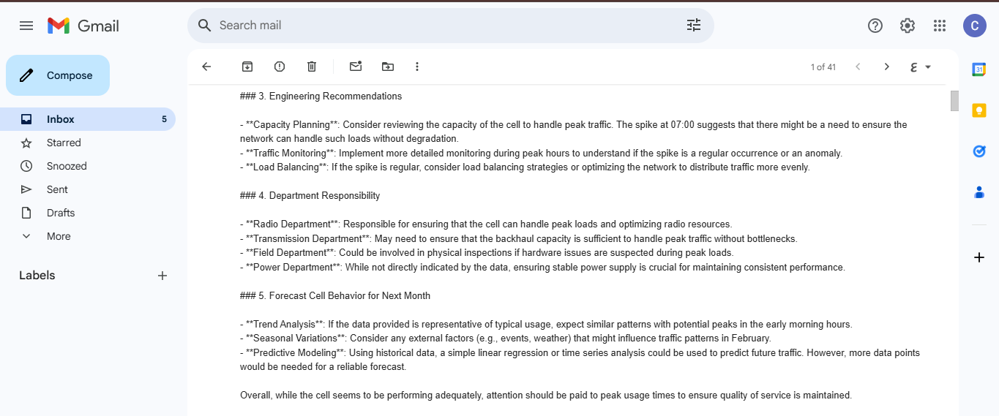 Gmail
Search mail
C
Compose
1 of 41
Inbox 5
Starred
Snoozed
Sent
Drafts
More
Labels
31
### 3. Engineering Recommendations
- **Capacity Planning**: Consider reviewing the capacity of the cell to handle peak traffic. The spike at 07:00 suggests that there might be a need to ensure the
network can handle such loads without degradation.
- **Traffic Monitoring**: Implement more detailed monitoring during peak hours to understand if the spike is a regular occurrence or an anomaly.
- **Load Balancing**: If the spike is regular, consider load balancing strategies or optimizing the network to distribute traffic more evenly.
### 4. Department Responsibility
- **Radio Department**: Responsible for ensuring that the cell can handle peak loads and optimizing radio resources.
- **Transmission Department**: May need to ensure that the backhaul capacity is sufficient to handle peak traffic without bottlenecks.
- **Field Department**: Could be involved in physical inspections if hardware issues are suspected during peak loads.
- **Power Department**: While not directly indicated by the data, ensuring stable power supply is crucial for maintaining consistent performance.
### 5. Forecast Cell Behavior for Next Month
- **Trend Analysis**: If the data provided is representative of typical usage, expect similar patterns with potential peaks in the early morning hours.
- **Seasonal Variations**: Consider any external factors (e.g., events, weather) that might influence traffic patterns in February.
- **Predictive Modeling**: Using historical data, a simple linear regression or time series analysis could be used to predict future traffic. However, more data points
would be needed for a reliable forecast.
Overall, while the cell seems to be performing adequately, attention should be paid to peak usage times to ensure quality of service is maintained.